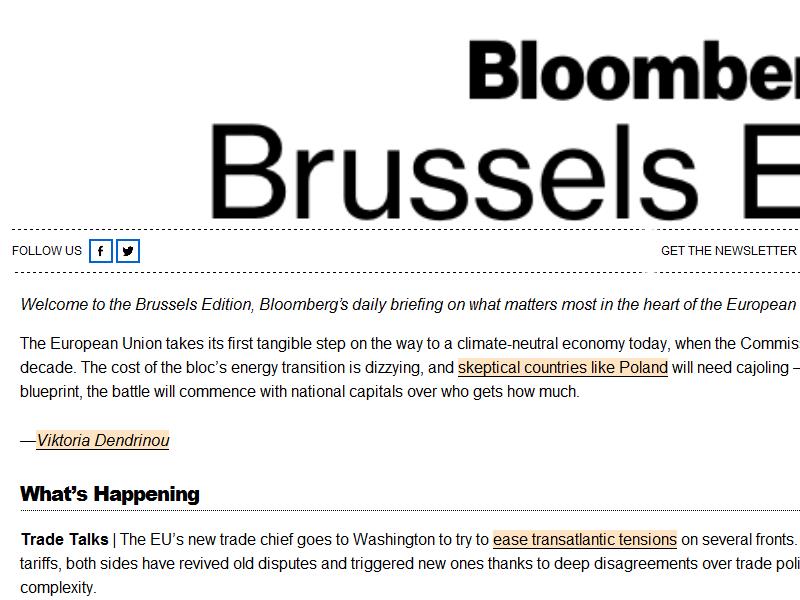 Bloomber
Brussels E
FOLLOW US
GET THE NEWSLETTER
Welcome to the Brussels Edition, Bloomberg's daily briefing on what matters most in the heart of the European
The European Union takes its first tangible step on the way to a climate-neutral economy today, when the Commis
decade. The cost of the bloc's energy transition is dizzying, and skeptical countries like Poland will need cajoling –
blueprint, the battle will commence with national capitals over who gets how much.
—Viktoria Dendrinou
What's Happening
Trade Talks | The EU's new trade chief goes to Washington to try to ease transatlantic tensions on several fronts.
tariffs, both sides have revived old disputes and triggered new ones thanks to deep disagreements over trade poli
complexity.